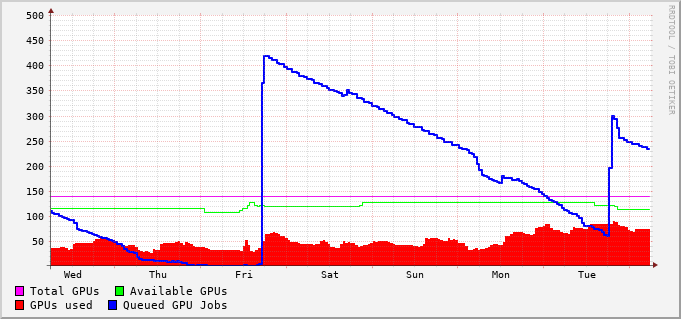 500
450
400
350
300
250
200
150
100
50
Wed Thu Fri Sat Sun Mon Tue
Total GPUs Available GPUs
GPUs used Queued GPU Jobs
RRDTOOL / TOBI OETIKER